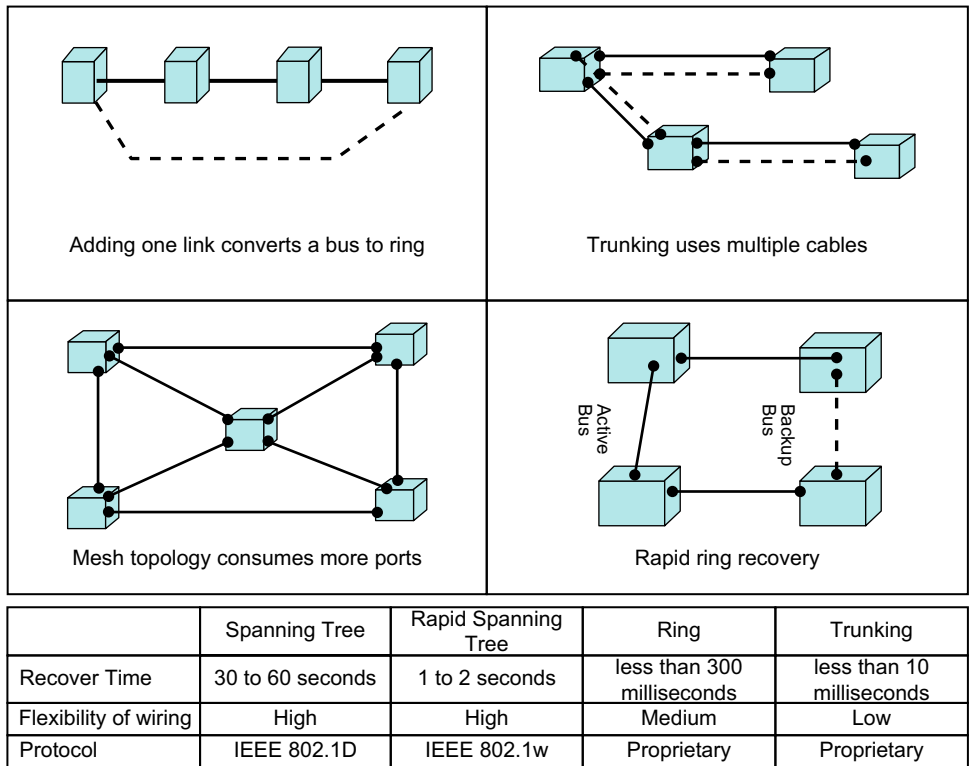 Adding one link converts a bus to ring
Trunking uses multiple cables
Mesh topology consumes more ports
Active
Bus
Backup
Bus
Rapid ring recovery
Spanning Tree
Rapid Spanning
Tree
Ring
Trunking
Recover Time
30 to 60 seconds
1 to 2 seconds
less than 300
milliseconds
less than 10
milliseconds
Flexibility of wiring
High
High
Medium
Low
Protocol
IEEE 802.1D
IEEE 802.1w
Proprietary
Proprietary